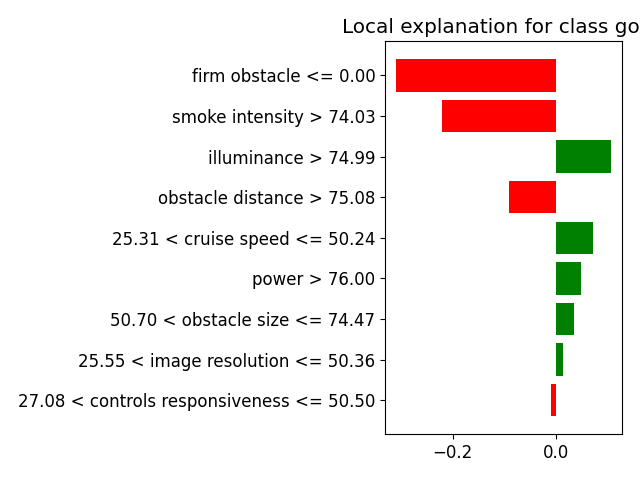 Local explanation for class go
firm obstacle <= 0.00
smoke intensity > 74.03
illuminance > 74.99
obstacle distance > 75.08
25.31 < cruise speed <= 50.24
power > 76.00
50.70 < obstacle size <= 74.47
25.55 < image resolution <= 50.36
27.08 < controls responsiveness <= 50.50
−0.2 0.0